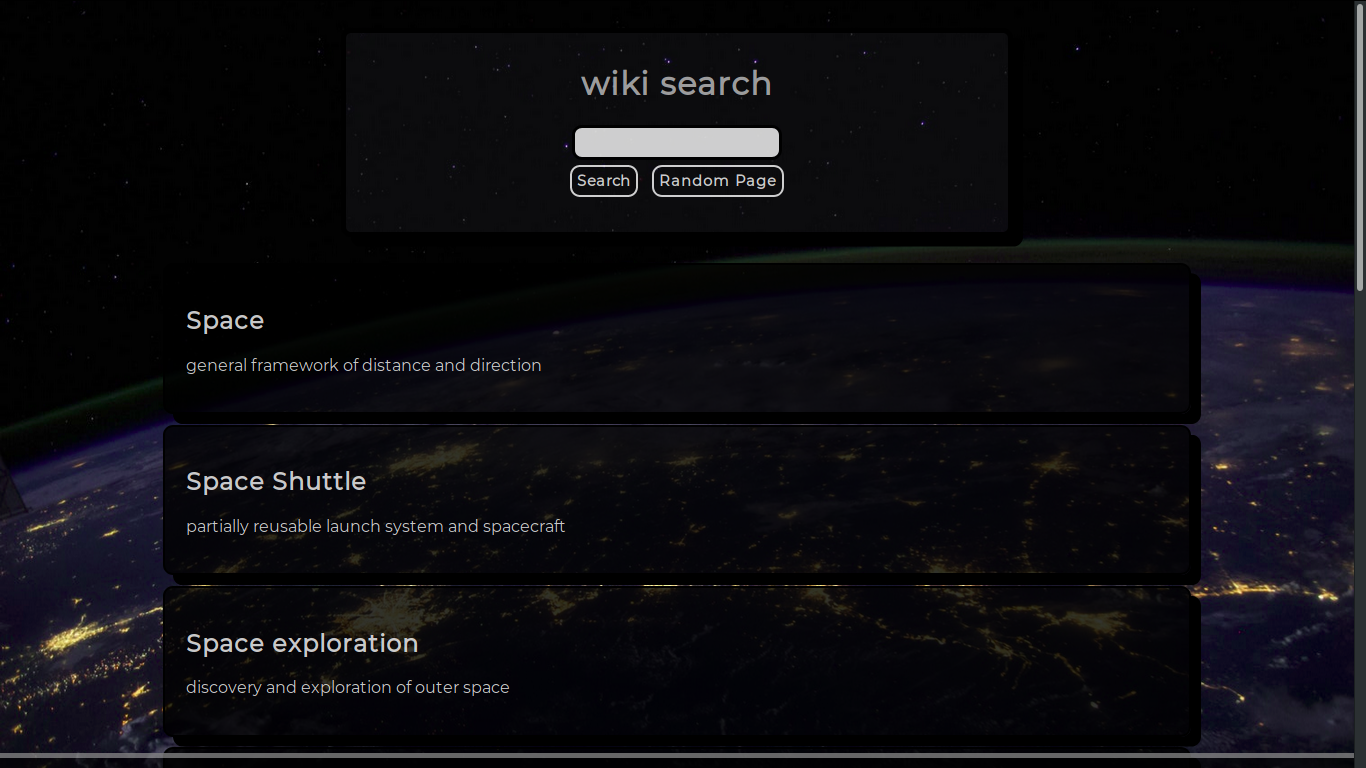 wiki search
Search Random Page
Space
general framework of distance and direction
Space Shuttle
partially reusable launch system and spacecraft
Space exploration
discovery and exploration of outer space